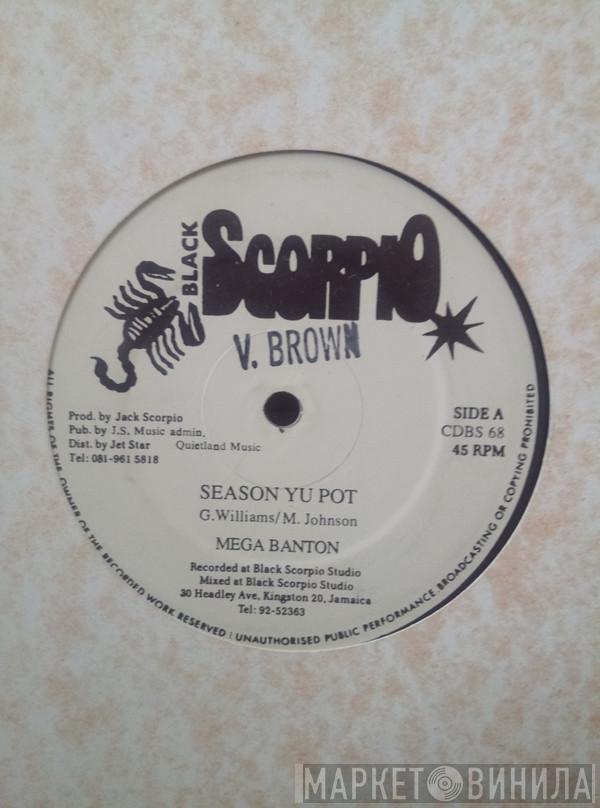 BLACK
SCORPIO
V. BROWN
Prod. by Jack Scorpio
Pub. by J.S. Music admin,
Dist. by Jet Star Quietland Music
Tel: 081-961 5818
SIDE A
CDBS 68
45 RPM
SEASON YU POT
G.Williams/M. Johnson
MEGA BANTON
Recorded at Black Scorpio Studio
Mixed at Black Scorpio Studio
30 Headley Ave, Kingston 20, Jamaica
Tel: 92-52363
ALL RIGHTS OF THE OWNER OF THE RECORDED WORK RESERVED : UNAUTHORISED PUBLIC PERFORMANCE BROADCASTING OR COPYING PROHIBITED
МАРКЕТ ВИНИЛА